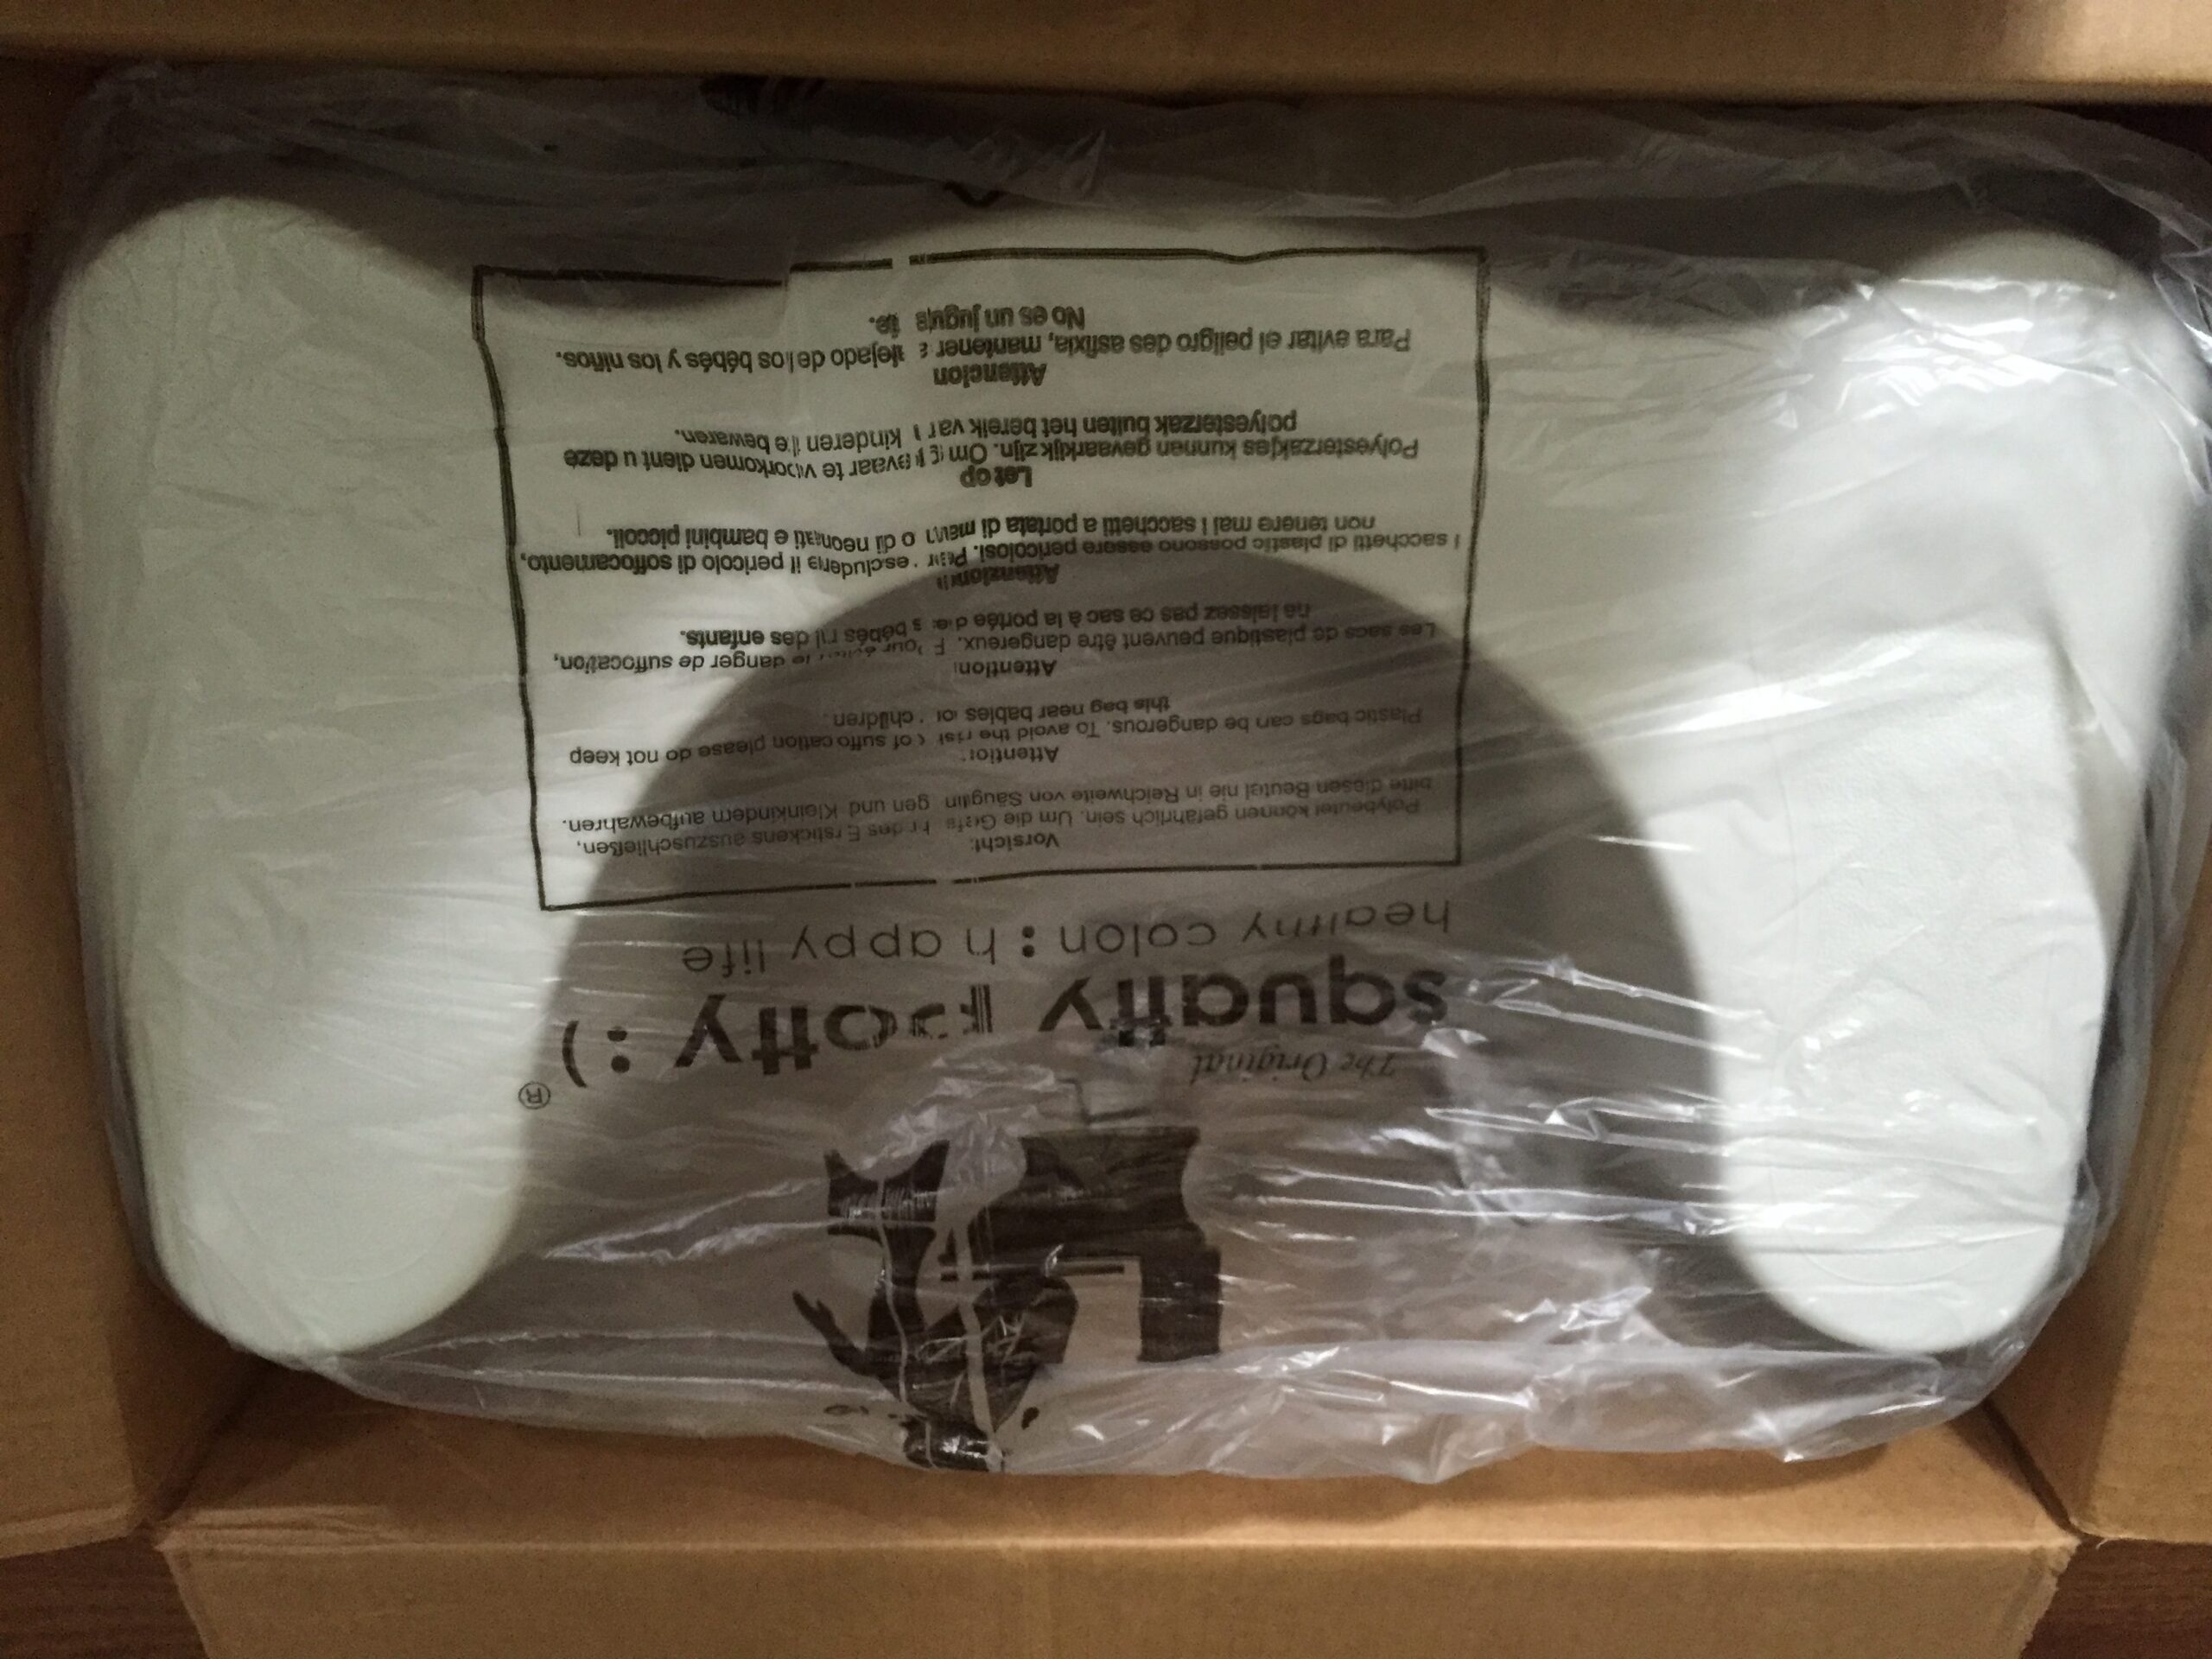 The Original
squatty potty :) ®
healthy colon : happy life
Vorsicht:
Polybeutel können gefährlich sein. Um die Gefahr des Erstickens auszuschließen,
bitte diesen Beutel nie in Reichweite von Säuglingen und Kleinkindern aufbewahren.
Attention:
Plastic bags can be dangerous. To avoid the risk of suffocation please do not keep
this bag near babies or children.
Attention:
Les sacs de plastique peuvent être dangereux. Pour éviter le danger de suffocation,
ne laissez pas ce sac à la portée des bébés ni des enfants.
Attenzione
I sacchetti di plastic possono essere pericolosi. Per escludere il pericolo di soffocamento,
non tenere mai i sacchetti a portata di mano di neonati e bambini piccoli.
Let op
Polyesterzakjes kunnen gevaarlijk zijn. Om gevaar te voorkomen dient u deze
polyesterzak buiten het bereik van kinderen te bewaren.
Attencion
Para evitar el peligro des asfixia, mantener alejado de los bébés y los niños.
No es un juguete.